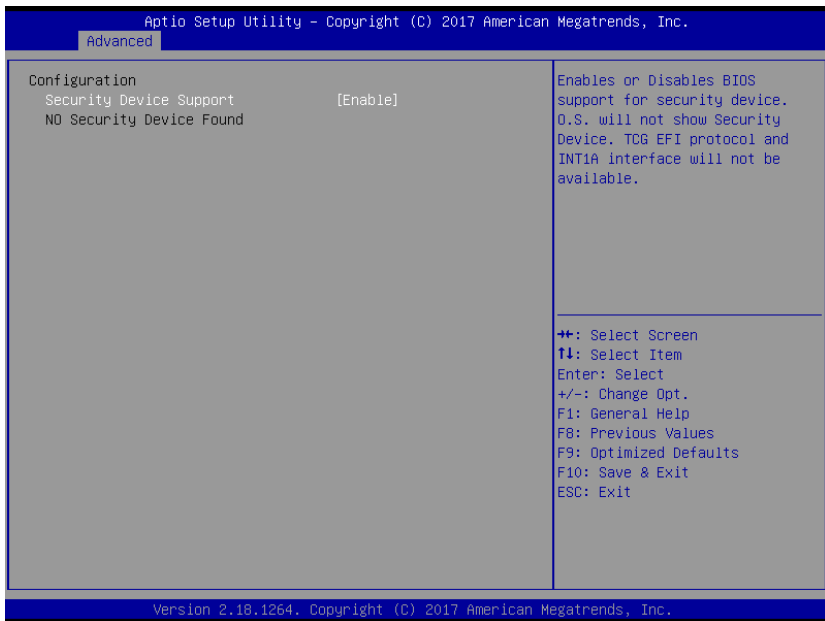 Aptio Setup Utility – Copyright (C) 2017 American Megatrends, Inc.
Advanced
Configuration
Security Device Support [Enable]
NO Security Device Found
Enables or Disables BIOS
support for security device.
O.S. will not show Security
Device. TCG EFI protocol and
INT1A interface will not be
available.
→←: Select Screen
↑↓: Select Item
Enter: Select
+/-: Change Opt.
F1: General Help
F8: Previous Values
F9: Optimized Defaults
F10: Save & Exit
ESC: Exit
Version 2.18.1264. Copyright (C) 2017 American Megatrends, Inc.